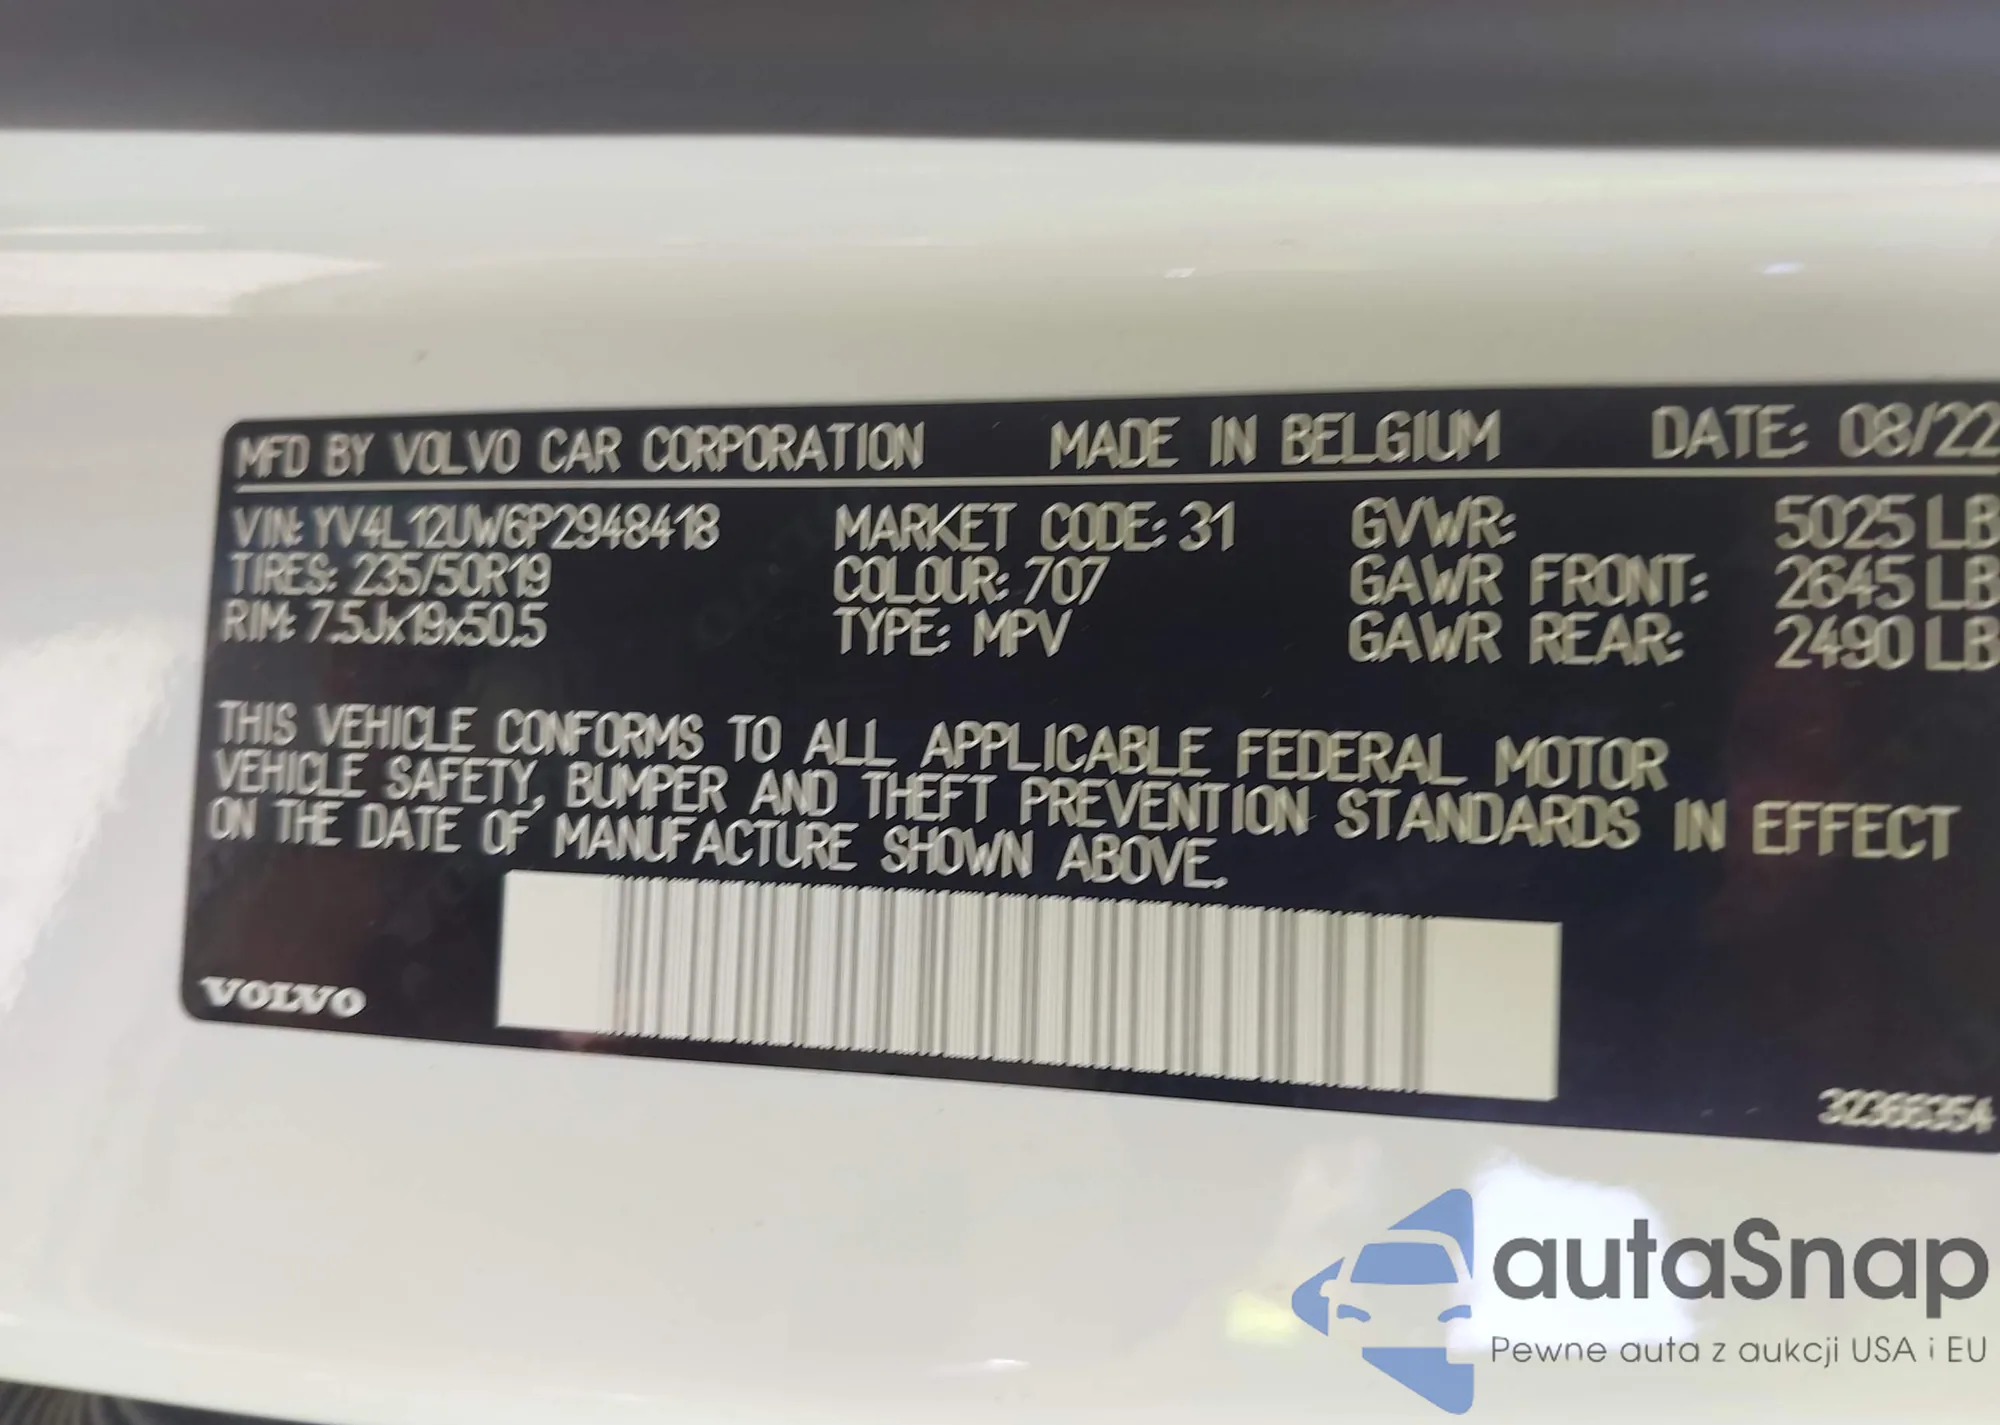 MFD BY VOLVO CAR CORPORATION MADE IN BELGIUM DATE: 08/22
VIN: YV4L12UW6P2948418 MARKET CODE: 31 GVWR: 5025 LB
TIRES: 235/50R19 COLOUR: 707 GAWR FRONT: 2645 LB
RIM: 7.5Jx19x50.5 TYPE: MPV GAWR REAR: 2490 LB
THIS VEHICLE CONFORMS TO ALL APPLICABLE FEDERAL MOTOR
VEHICLE SAFETY, BUMPER AND THEFT PREVENTION STANDARDS IN EFFECT
ON THE DATE OF MANUFACTURE SHOWN ABOVE.
VOLVO
32366354
autaSnap
Pewne auta z aukcji USA i EU